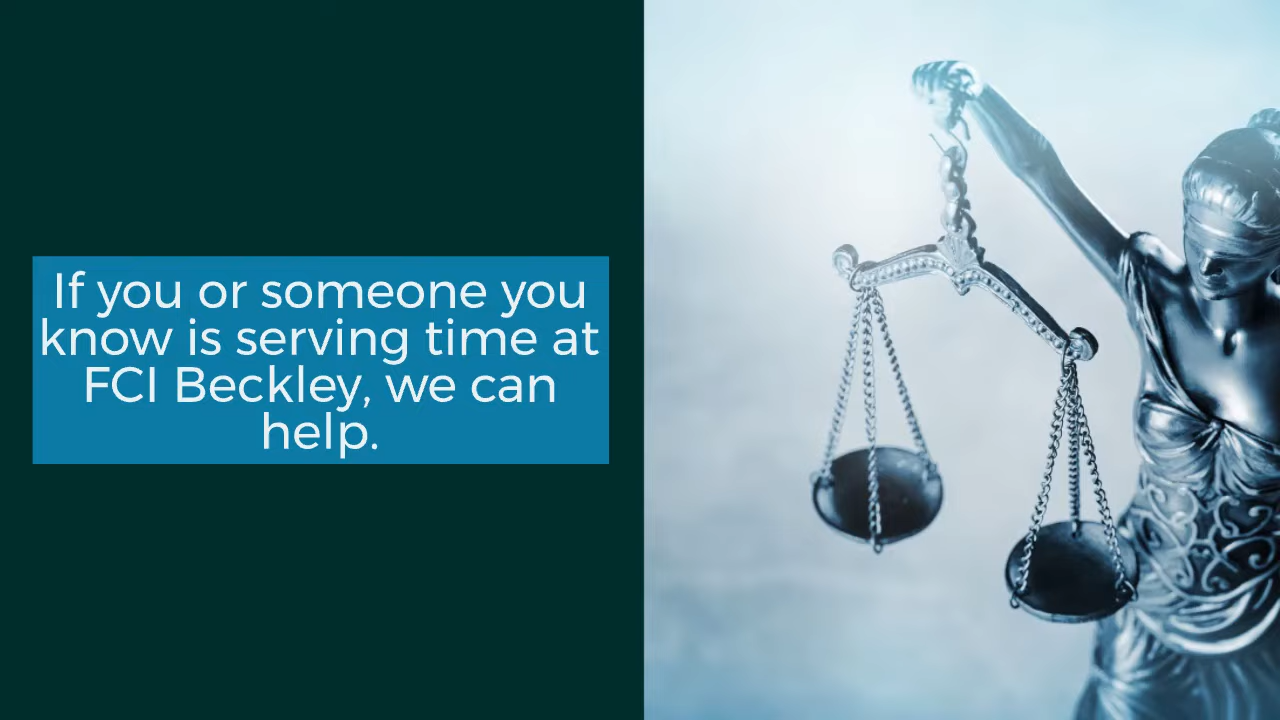 If you or someone you
know is serving time at
FCI Beckley, we can
help.